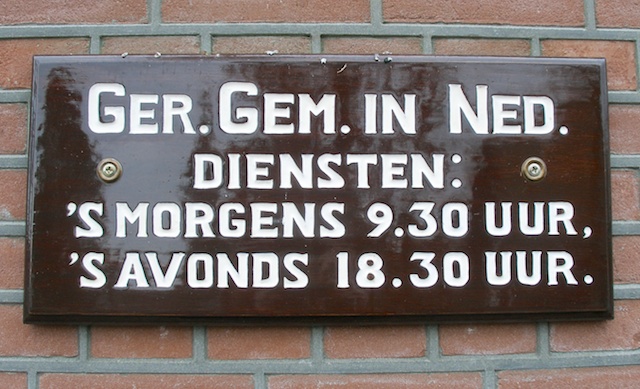 GER. GEM. IN NED.
DIENSTEN:
'S MORGENS 9.30 UUR,
'S AVONDS 18.30 UUR.